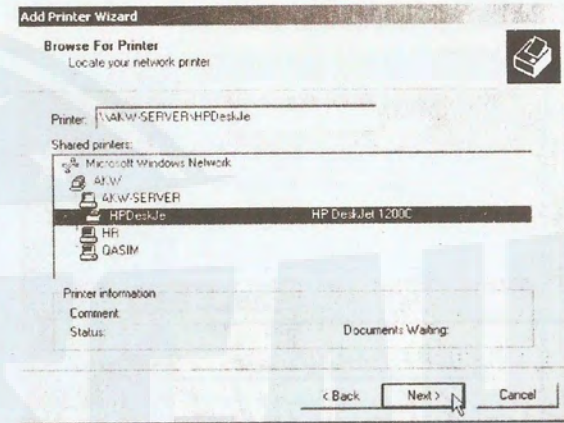 Add Printer Wizard
Browse For Printer
Locate your network printer
Printer: \\AKW-SERVER\HPDeskJe
Shared printers:
Microsoft Windows Network
AKW
AKW-SERVER
HPDeskJe HP DeskJet 1200C
HR
QASIM
Printer information
Comment:
Status: Documents Waiting:
< Back Next > Cancel